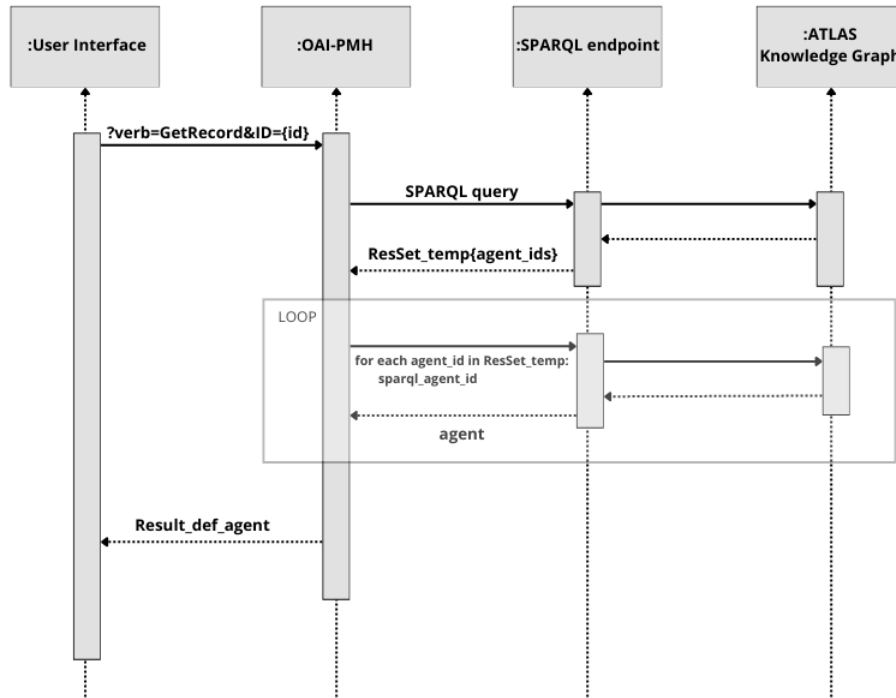 :User Interface
:OAI-PMH
:SPARQL endpoint
:ATLAS
Knowledge Graph
?verb=GetRecord&ID={id}
SPARQL query
ResSet_temp{agent_ids}
LOOP
for each agent_id in ResSet_temp:
sparql_agent_id
agent
Result_def_agent